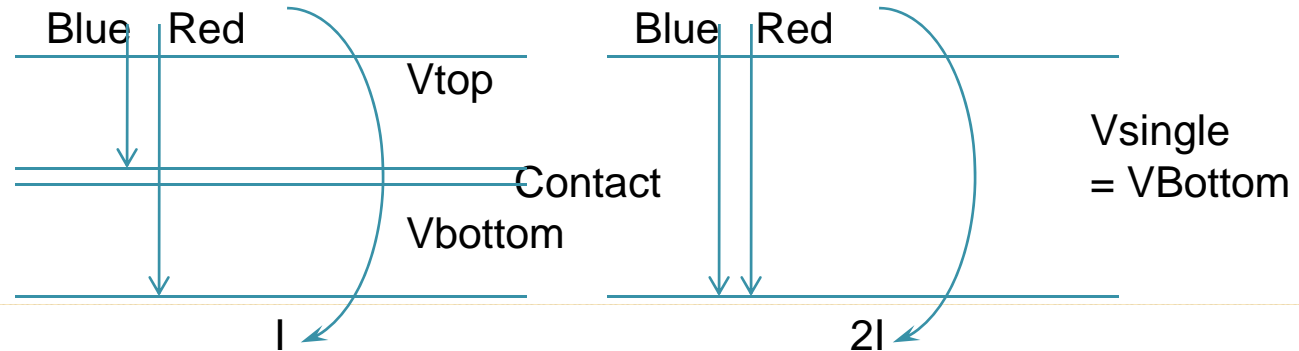 Blue Red
Vtop
Contact
Vbottom
I
Blue Red
Vsingle
= VBottom
2I